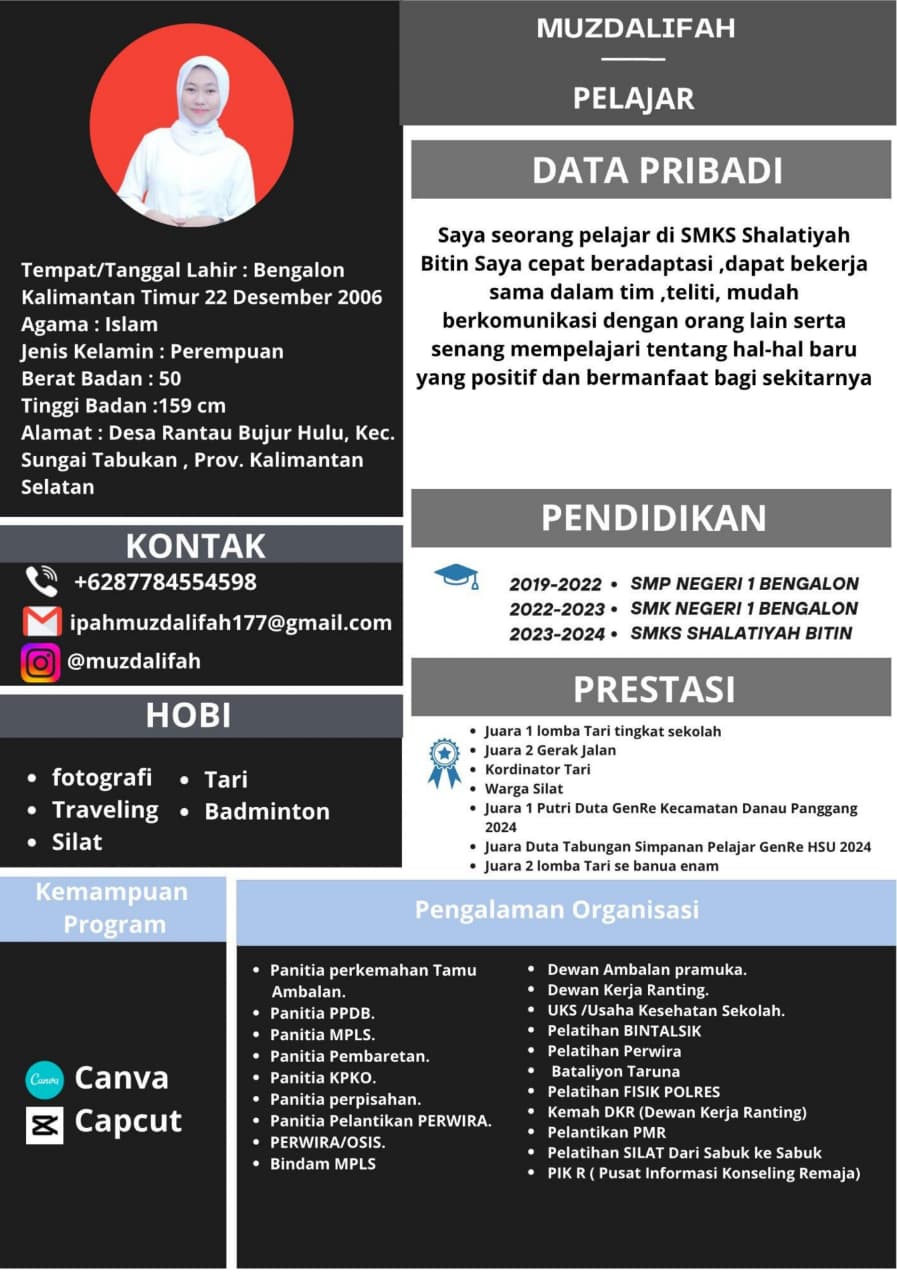 MUZDALIFAH
PELAJAR
Tempat/Tanggal Lahir : Bengalon
Kalimantan Timur 22 Desember 2006
Agama : Islam
Jenis Kelamin : Perempuan
Berat Badan : 50
Tinggi Badan :159 cm
Alamat : Desa Rantau Bujur Hulu, Kec.
Sungai Tabukan , Prov. Kalimantan
Selatan
KONTAK
+6287784554598
ipahmuzdalifah177@gmail.com
@muzdalifah
HOBI
• fotografi
• Traveling
• Silat
• Tari
• Badminton
DATA PRIBADI
Saya seorang pelajar di SMKS Shalatiyah
Bitin Saya cepat beradaptasi ,dapat bekerja
sama dalam tim ,teliti, mudah
berkomunikasi dengan orang lain serta
senang mempelajari tentang hal-hal baru
yang positif dan bermanfaat bagi sekitarnya
PENDIDIKAN
2019-2022 • SMP NEGERI 1 BENGALON
2022-2023 • SMK NEGERI 1 BENGALON
2023-2024 • SMKS SHALATIYAH BITIN
PRESTASI
• Juara 1 lomba Tari tingkat sekolah
• Juara 2 Gerak Jalan
• Kordinator Tari
• Warga Silat
• Juara 1 Putri Duta GenRe Kecamatan Danau Panggang
2024
• Juara Duta Tabungan Simpanan Pelajar GenRe HSU 2024
• Juara 2 lomba Tari se banua enam
Kemampuan
Program
Canva
Canva
Capcut
Pengalaman Organisasi
• Panitia perkemahan Tamu
Ambalan.
• Panitia PPDB.
• Panitia MPLS.
• Panitia Pembaretan.
• Panitia KPKO.
• Panitia perpisahan.
• Panitia Pelantikan PERWIRA.
• PERWIRA/OSIS.
• Bindam MPLS
• Dewan Ambalan pramuka.
• Dewan Kerja Ranting.
• UKS /Usaha Kesehatan Sekolah.
• Pelatihan BINTALSIK
• Pelatihan Perwira
• Bataliyon Taruna
• Pelatihan FISIK POLRES
• Kemah DKR (Dewan Kerja Ranting)
• Pelantikan PMR
• Pelatihan SILAT Dari Sabuk ke Sabuk
• PIK R ( Pusat Informasi Konseling Remaja)